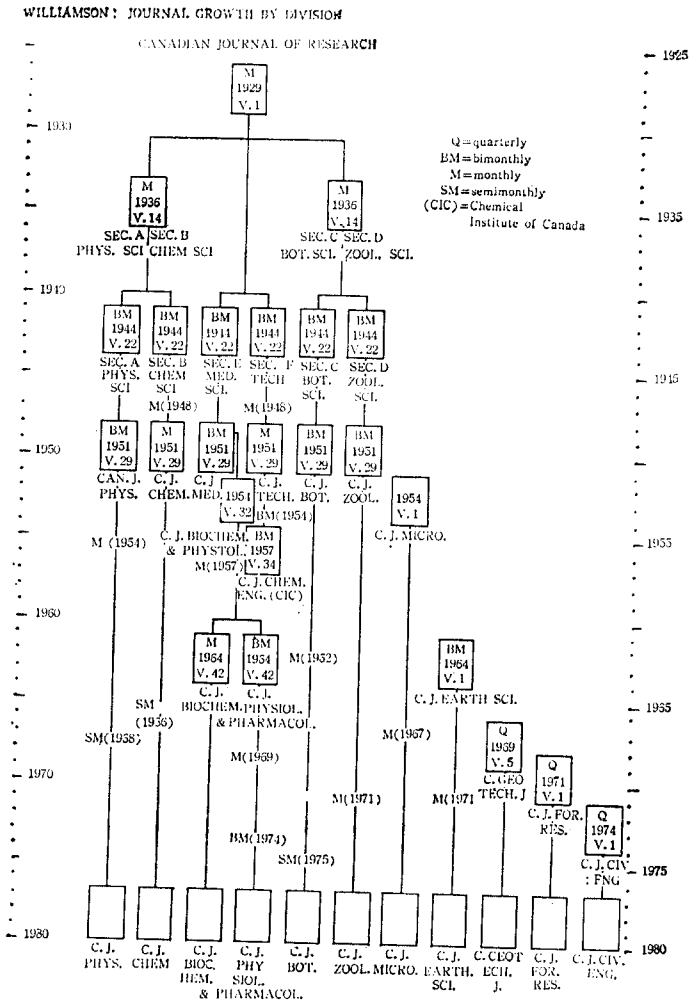 WILLIAMSON: JOURNAL GROWTH BY DIVISION
CANADIAN JOURNAL OF RESEARCH
1925
M
1929
V. 1
1930
Q=quarterly
BM=bimonthly
M=monthly
SM=semimonthly
(CIC)=Chemical
Institute of Canada
M
1936
V. 14
M
1936
V. 14
1935
SEC. A SEC. B
PHYS. SCI CHEM SCI
SEC. C SEC. D
BOT. SCI. ZOOL. SCI.
1940
BM
1944
V. 22
BM
1944
V. 22
BM
1944
V. 22
BM
1944
V. 22
BM
1944
V. 22
BM
1944
V. 22
SEC. A
PHYS.
SCI
SEC. B
CHEM
SCI
M(1948)
SEC. E
MED.
SCI.
SEC. F
TECH
M(1948)
SEC. C
BOT.
SCI.
SEC. D
ZOOL.
SCI.
1945
1950
BM
1951
V. 29
M
1951
V. 29
BM
1951
V. 29
M
1951
V. 29
BM
1951
V. 29
BM
1951
V. 29
CAN. J.
PHYS.
C. J.
CHEM.
C. J
MED.
C. J.
TECH.
C. J.
BOT.
C. J.
ZOOL.
1954
V. 32
1954
V. 1
BM(1954)
C. J. MICRO.
M (1954)
C. J. BIOCHEM.
& PHYSTOL.
M(1957)
BM
1957
V. 34
1955
C. J. CHEM.
ENG. (CIC)
1960
M
1964
V. 42
BM
1954
V. 42
M(1952)
BM
1964
V. 1
C. J.
BIOCHEM.
C. J.
PHYSIOL.
& PHARMACOL.
C. J. EARTH SCI.
SM
(1956)
1965
SM(1958)
M(1967)
Q
1969
V. 5
M(1969)
1970
C. GEO
TECH. J
Q
1971
V. 1
M(1971)
M(1971
C. J. FOR.
RES.
Q
1974
V. 1
BM(1974)
SM(1975)
C. J. CIV
: FNG
1975
1980
1980
C. J.
PHYS.
C. J.
CHEM
C. J.
BIOC.
HEM.
C. J.
PHY
SIOL.
& PHARMACOL.
C. J.
BOT.
C. J.
ZOOL.
C. J.
MICRO.
C. J.
EARTH.
SCI.
C. CEOT
ECH.
J.
C. J.
FOR.
RES.
C. J. CIV.
ENG.